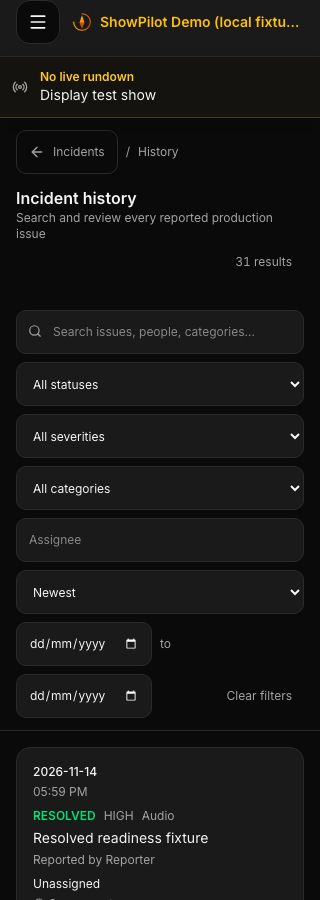 ShowPilot Demo (local fixtu...
No live rundown
Display test show
Incidents / History
Incident history
Search and review every reported production
issue
31 results
Search issues, people, categories...
All statuses
All severities
All categories
Assignee
Newest
dd/mm/yyyy to
dd/mm/yyyy Clear filters
2026-11-14
05:59 PM
RESOLVED HIGH Audio
Resolved readiness fixture
Reported by Reporter
Unassigned